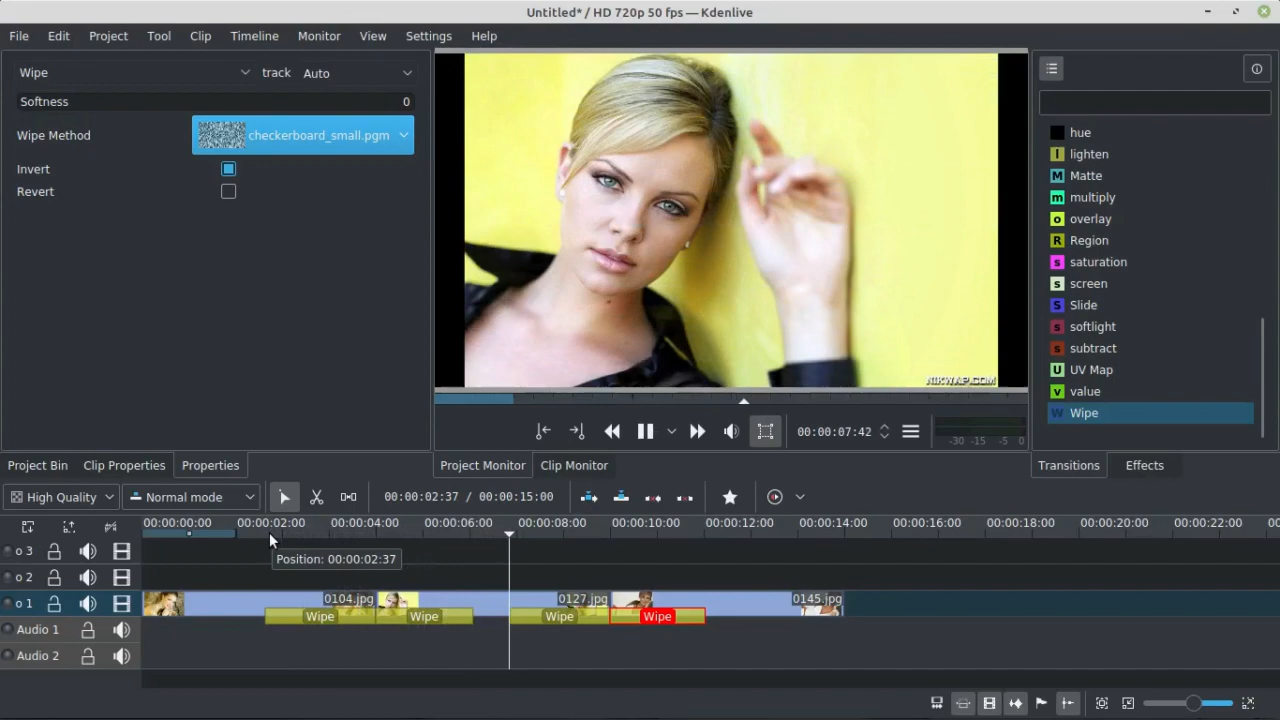 Untitled* / HD 720p 50 fps — Kdenlive
File Edit Project Tool Clip Timeline Monitor View Settings Help
Wipe track Auto
Softness 0
Wipe Method checkerboard_small.pgm
Invert
Revert
NIKWAP.COM
hue
l lighten
M Matte
m multiply
o overlay
R Region
s saturation
s screen
s Slide
s softlight
s subtract
U UV Map
v value
W Wipe
00:00:07:42
-30 -15 -5 0
Project Bin Clip Properties Properties
Project Monitor Clip Monitor
Transitions Effects
High Quality Normal mode 00:00:02:37 / 00:00:15:00
00:00:00:00 00:00:02:00 00:00:04:00 00:00:06:00 00:00:08:00 00:00:10:00 00:00:12:00 00:00:14:00 00:00:16:00 00:00:18:00 00:00:20:00 00:00:22:00
Position: 00:00:02:37
o 3
o 2
o 1 0104.jpg 0127.jpg 0145.jpg
Wipe Wipe Wipe Wipe
Audio 1
Audio 2